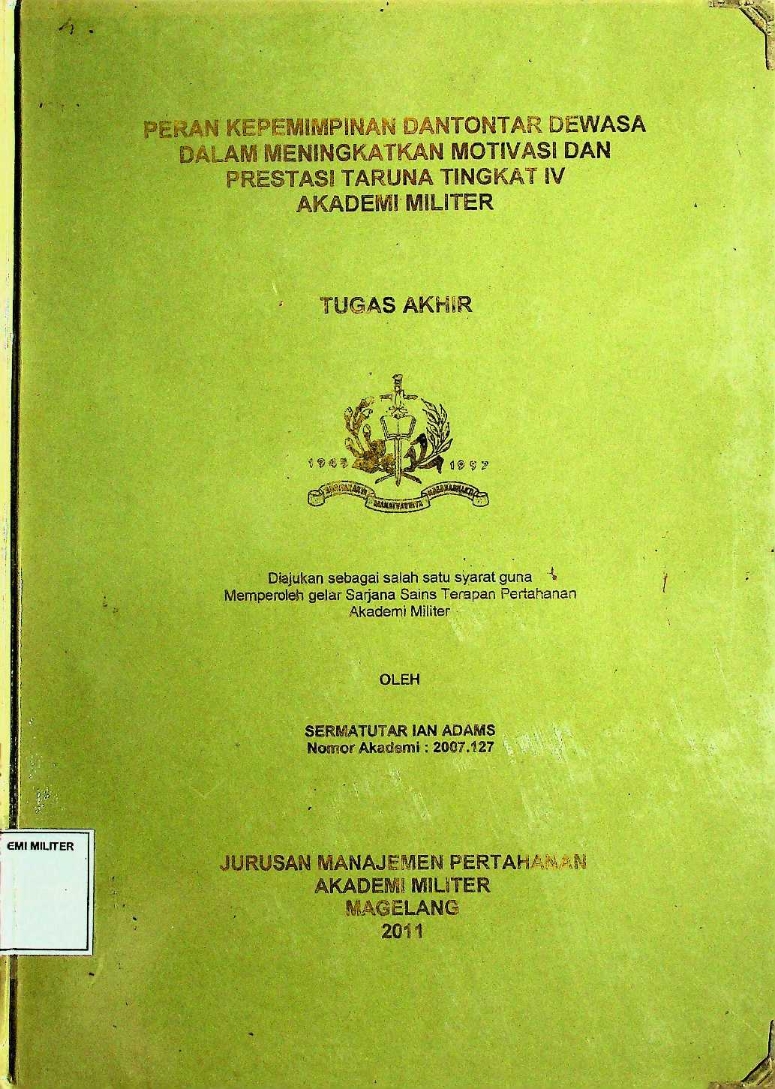 PERAN KEPEMIMPINAN DANTONTAR DEWASA
DALAM MENINGKATKAN MOTIVASI DAN
PRESTASI TARUNA TINGKAT IV
AKADEMI MILITER
TUGAS AKHIR
Diajukan sebagai salah satu syarat guna
Memperoleh gelar Sarjana Sains Terapan Pertahanan
Akademi Militer
OLEH
SERMATUTAR IAN ADAMS
Nomor Akademi : 2007.127
EMI MILITER
JURUSAN MANAJEMEN PERTAHANAN
AKADEMI MILITER
MAGELANG
2011